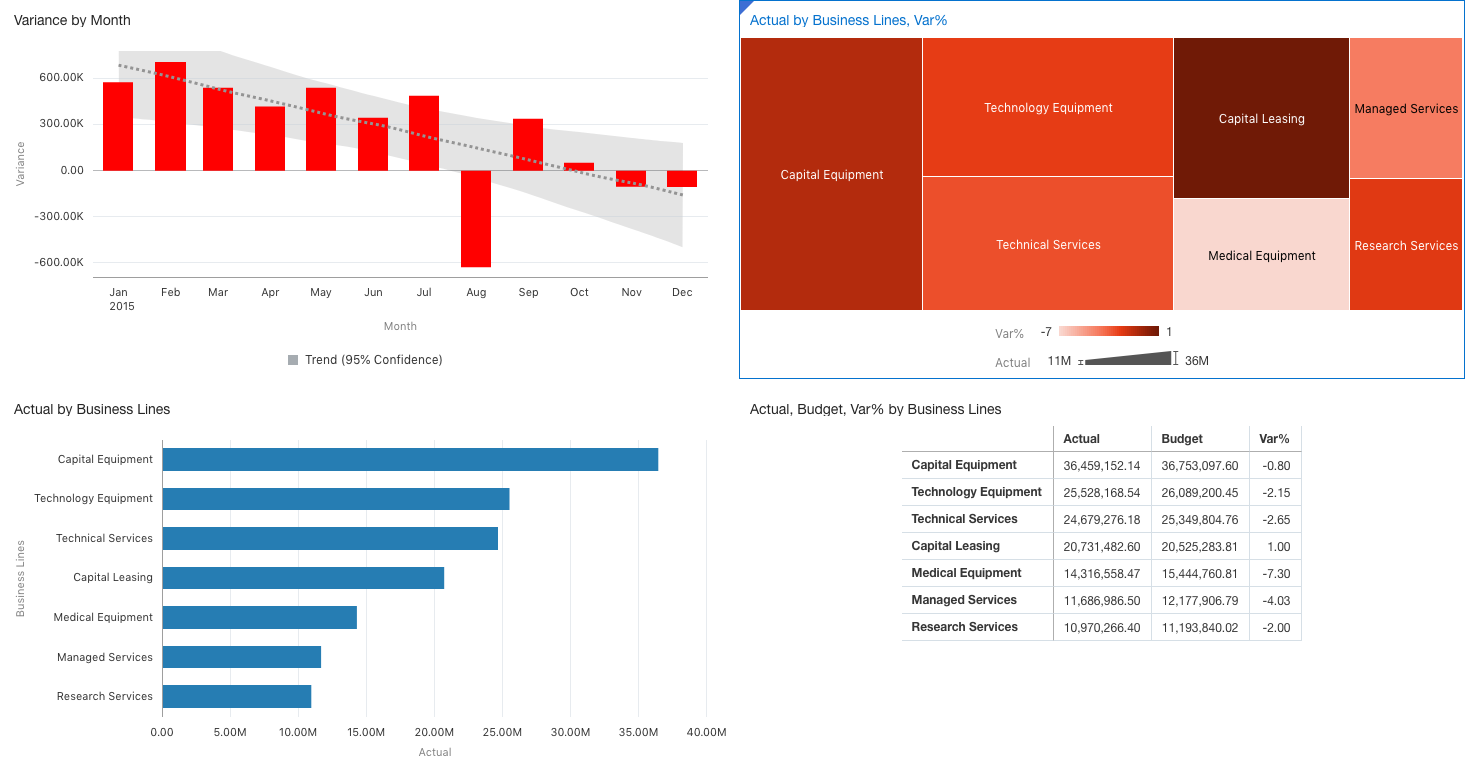 Variance by Month
600.00K
300.00K
0.00
-300.00K
-600.00K
Variance
Jan Feb Mar Apr May Jun Jul Aug Sep Oct Nov Dec
2015
Month
Trend (95% Confidence)
Actual by Business Lines, Var%
Capital Equipment
Technology Equipment
Technical Services
Capital Leasing
Medical Equipment
Managed Services
Research Services
Var% -7 1
Actual 11M 36M
Actual by Business Lines
Business Lines
Capital Equipment
Technology Equipment
Technical Services
Capital Leasing
Medical Equipment
Managed Services
Research Services
0.00 5.00M 10.00M 15.00M 20.00M 25.00M 30.00M 35.00M 40.00M
Actual
Actual, Budget, Var% by Business Lines
Actual Budget Var%
Capital Equipment 36,459,152.14 36,753,097.60 -0.80
Technology Equipment 25,528,168.54 26,089,200.45 -2.15
Technical Services 24,679,276.18 25,349,804.76 -2.65
Capital Leasing 20,731,482.60 20,525,283.81 1.00
Medical Equipment 14,316,558.47 15,444,760.81 -7.30
Managed Services 11,686,986.50 12,177,906.79 -4.03
Research Services 10,970,266.40 11,193,840.02 -2.00